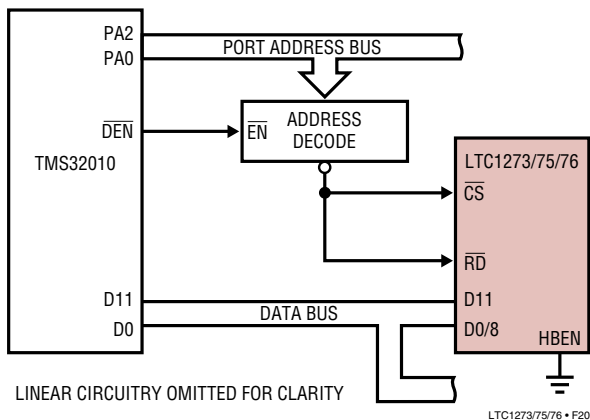 PA2
PORT ADDRESS BUS
PA0
DEN
EN
ADDRESS
DECODE
TMS32010
LTC1273/75/76
CS
RD
D11
D11
DATA BUS
D0
D0/8
HBEN
LINEAR CIRCUITRY OMITTED FOR CLARITY
LTC1273/75/76 • F20